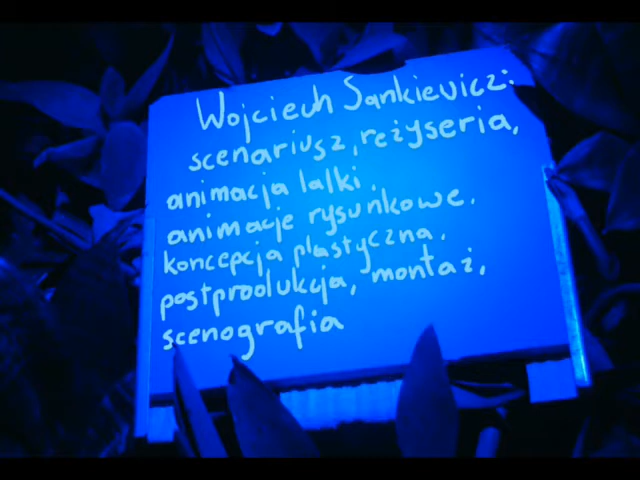 Wojciech Sankiewicz:
scenariusz, reżyseria,
animacja lalki,
animacje rysunkowe,
koncepcja plastyczna,
postprodukcja, montaż,
scenografia